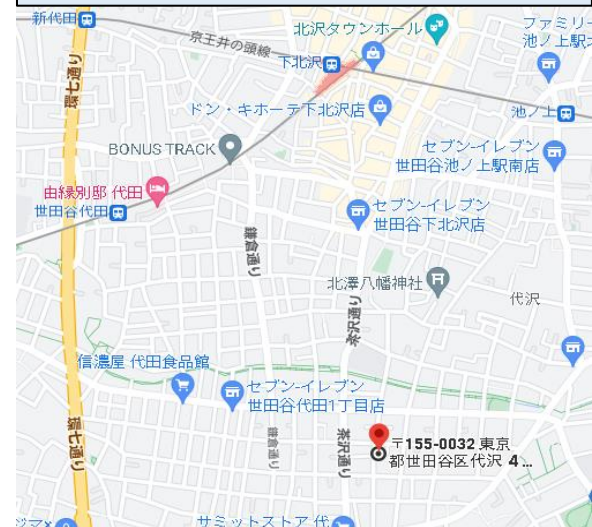 新代田
京王井の頭線
北沢タウンホール
ファミリー
池ノ上駅
下北沢
環七通り
ドン・キホーテ下北沢店
池ノ上
BONUS TRACK
セブン-イレブン
世田谷池ノ上駅南店
由縁別邸 代田
世田谷代田
セブン-イレブン
世田谷下北沢店
鎌倉通り
北澤八幡神社
代沢
茶沢通り
信濃屋 代田食品館
セブン-イレブン
世田谷代田1丁目店
環七通り
鎌倉通り
茶沢通り
〒155-0032 東京
都世田谷区代沢 4...
サミットストア 代